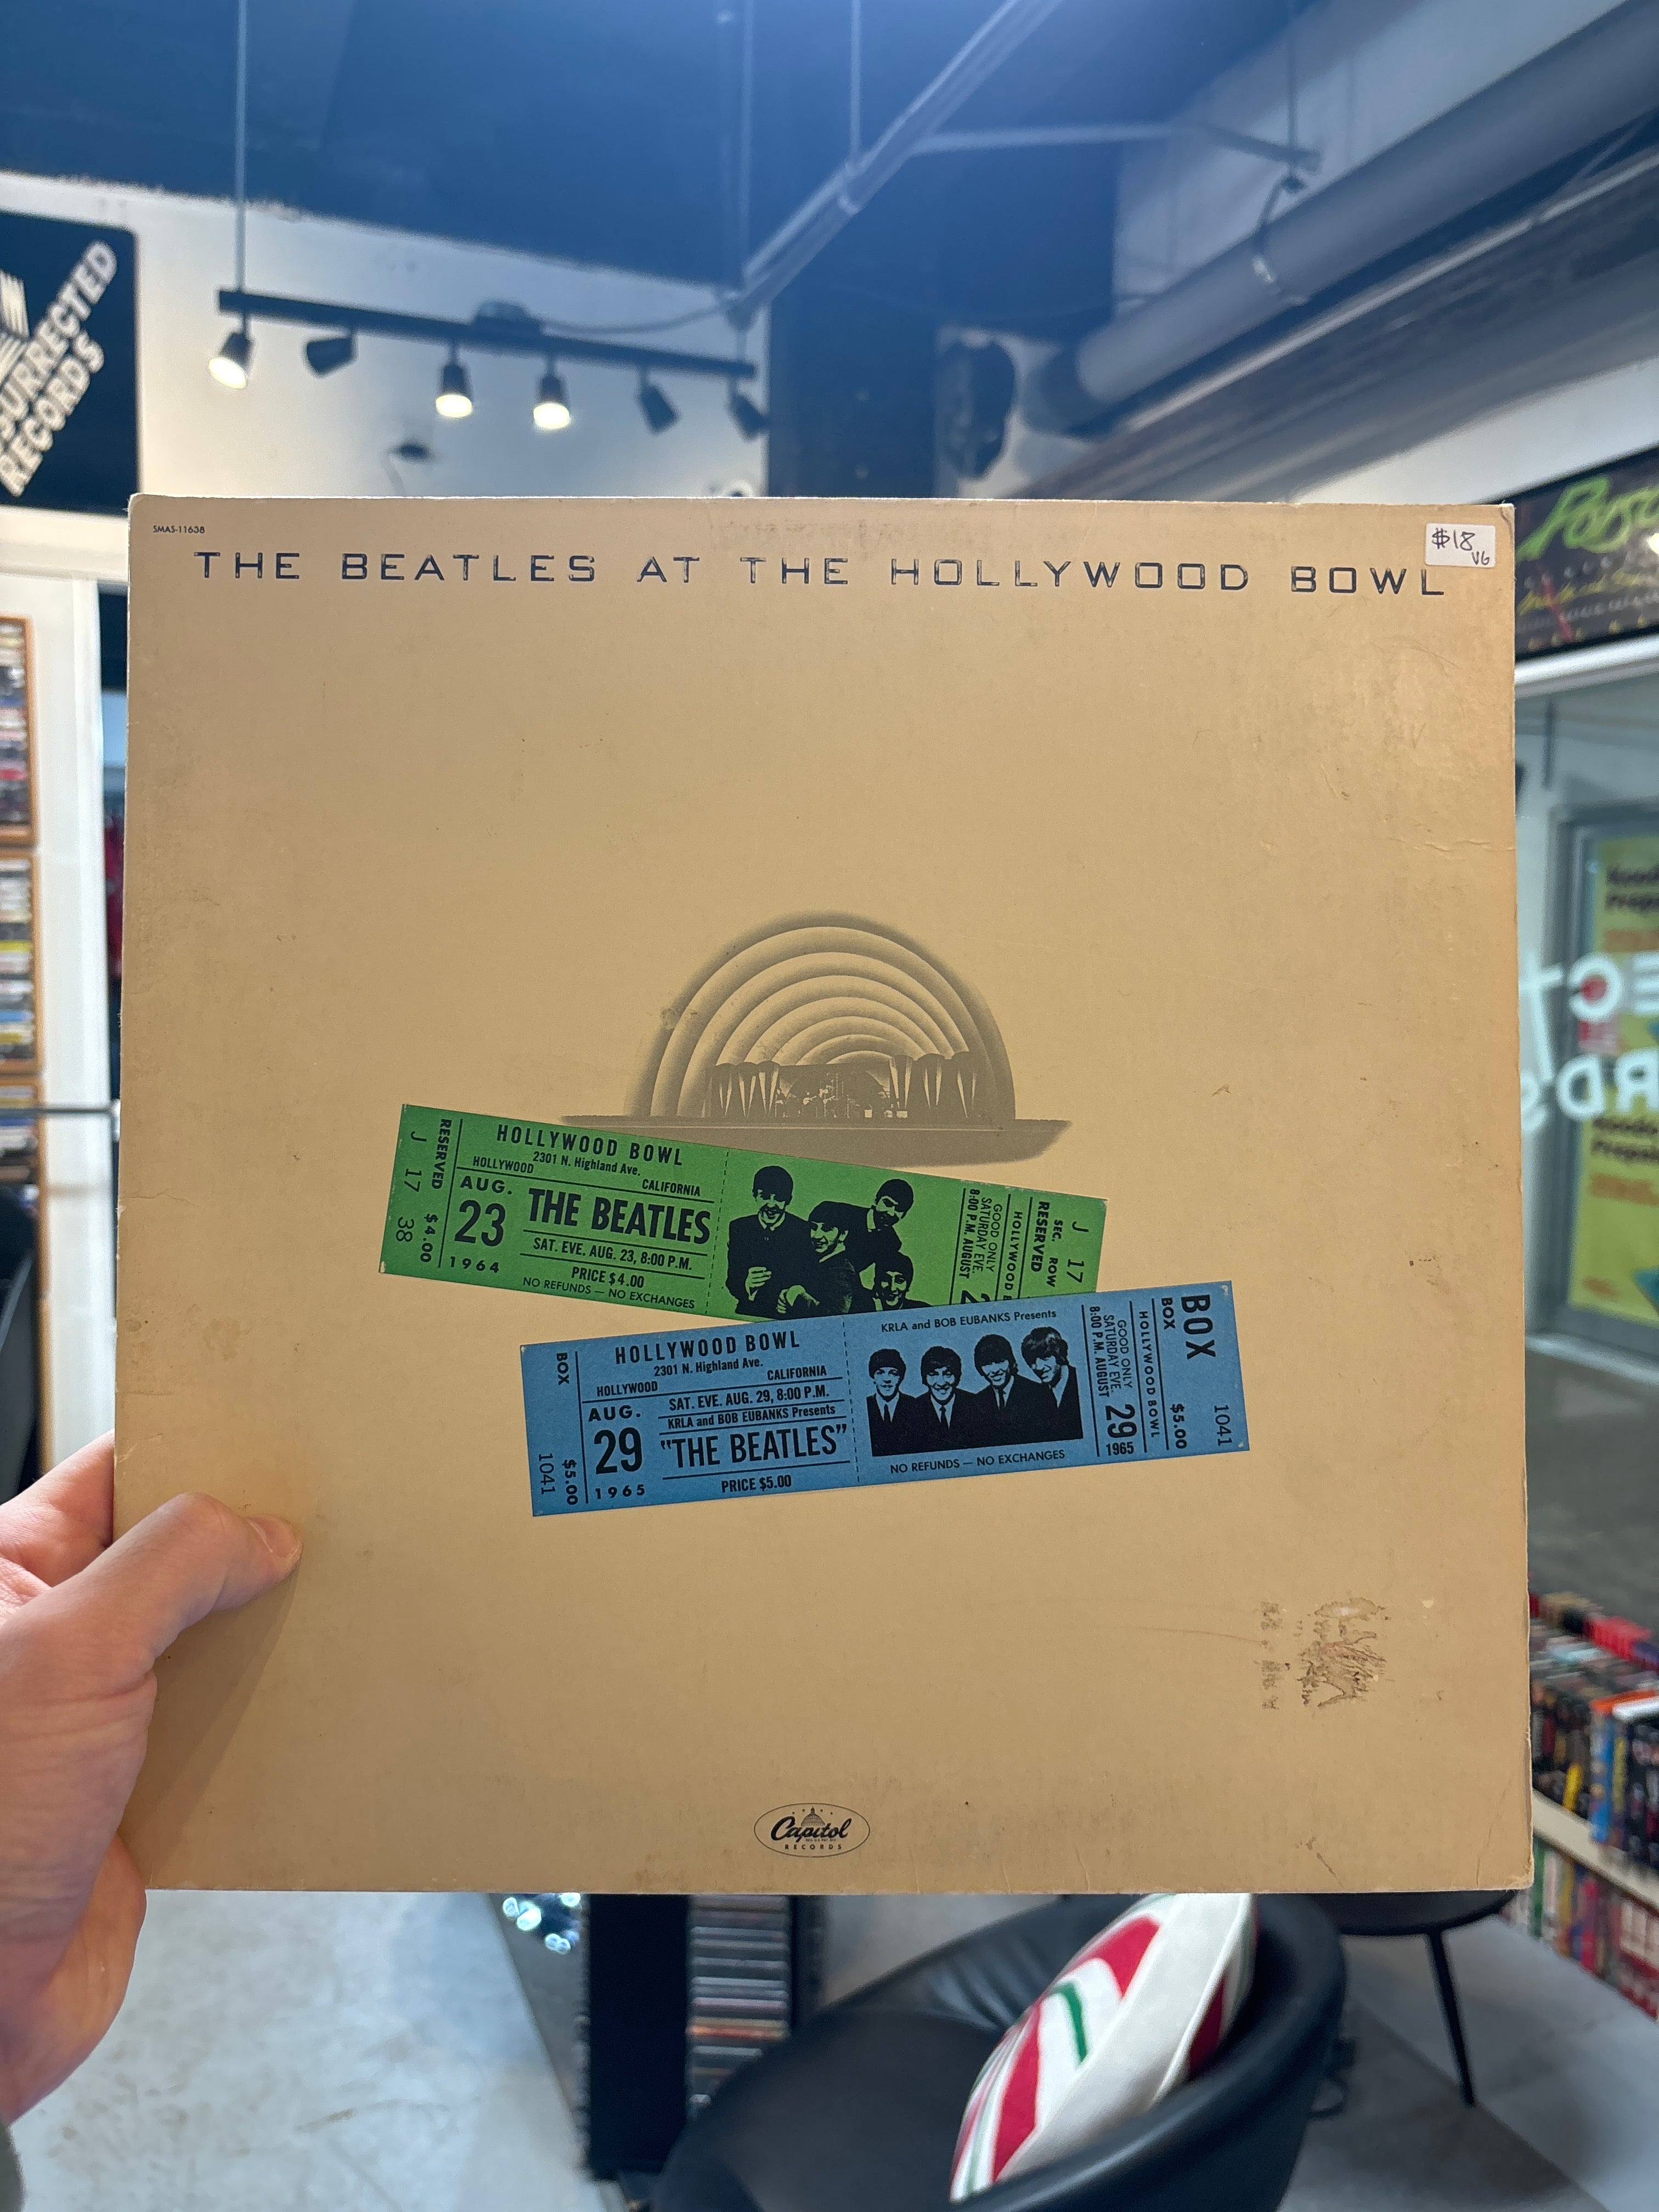 SURRECTED
RECORDS
SMAS-11638
THE BEATLES AT THE HOLLYWOOD BOWL
$18
VG
Poison
RESERVED
J 17 38
$4.00
HOLLYWOOD BOWL
2301 N. Highland Ave.
HOLLYWOOD CALIFORNIA
AUG.
23
1964
THE BEATLES
SAT. EVE. AUG. 23, 8:00 P.M.
PRICE $4.00
NO REFUNDS — NO EXCHANGES
GOOD ONLY
SATURDAY EVE.
8:00 P.M. AUGUST
2
HOLLYWOOD B
SEC. ROW
RESERVED
J 17
BOX
1041
$5.00
HOLLYWOOD BOWL
2301 N. Highland Ave.
HOLLYWOOD CALIFORNIA
AUG.
29
1965
SAT. EVE. AUG. 29, 8:00 P.M.
KRLA and BOB EUBANKS Presents
"THE BEATLES"
PRICE $5.00
KRLA and BOB EUBANKS Presents
NO REFUNDS — NO EXCHANGES
GOOD ONLY
SATURDAY EVE.
8:00 P.M. AUGUST
29
1965
HOLLYWOOD BOWL
BOX
$5.00
BOX
1041
Capitol
RECORDS